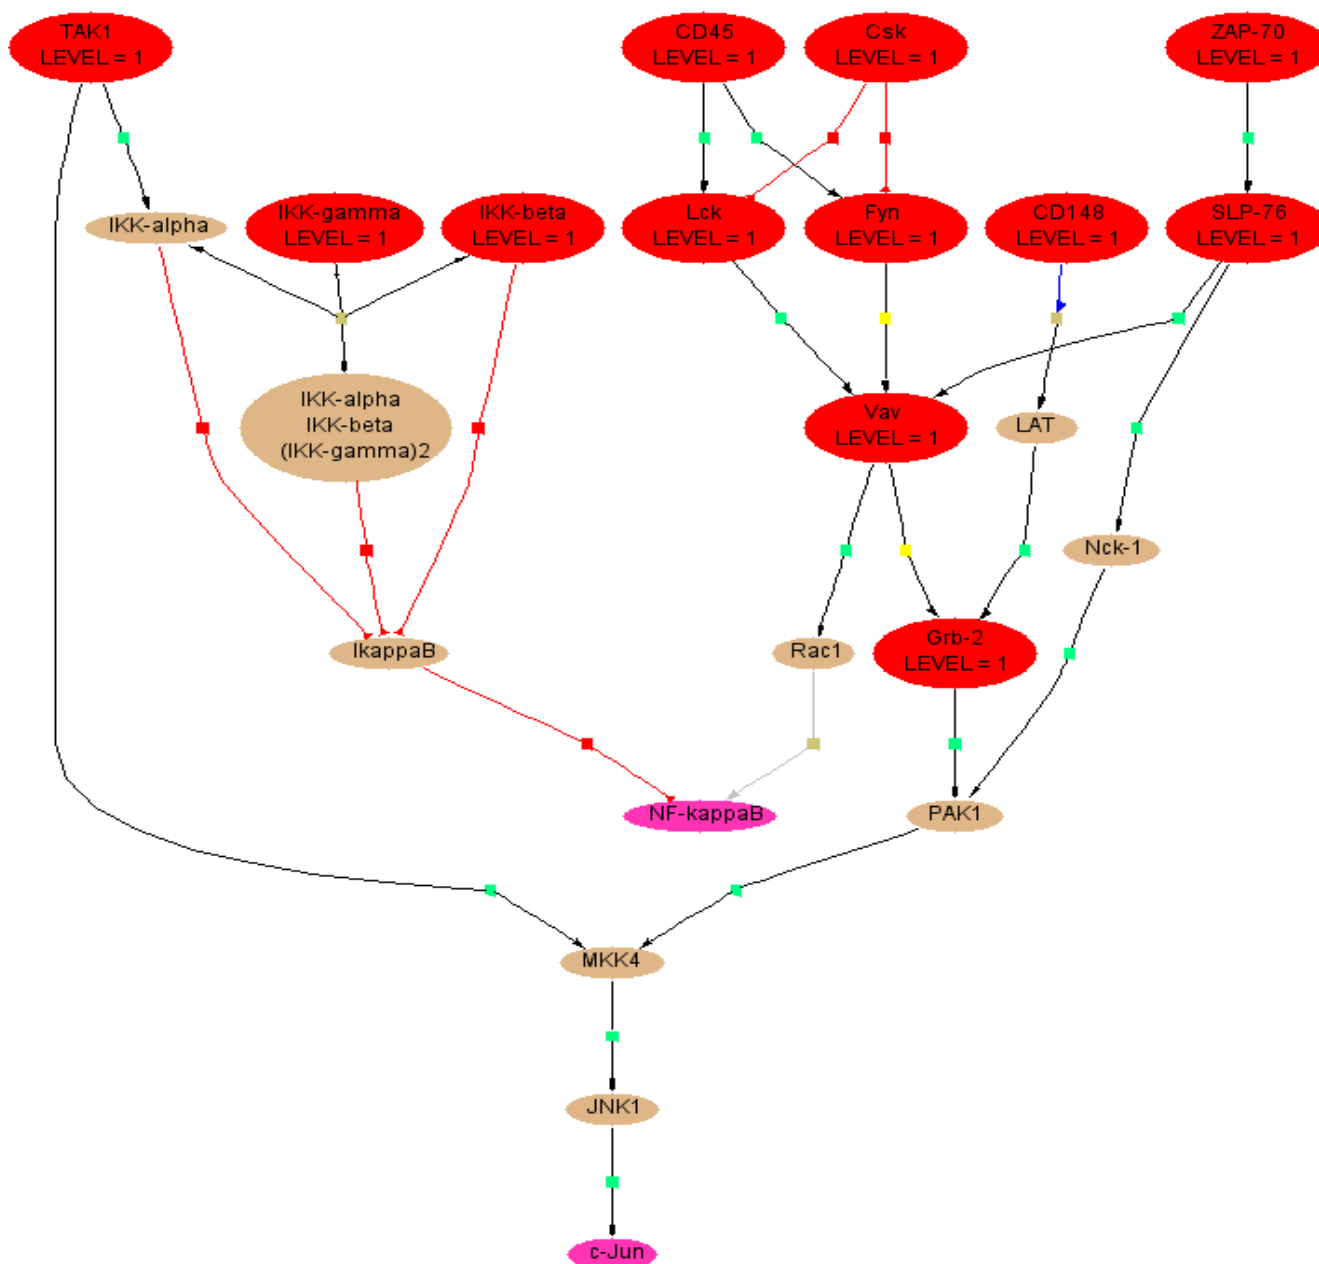 TAK1
LEVEL = 1
CD45
LEVEL = 1
Csk
LEVEL = 1
ZAP-70
LEVEL = 1
IKK-alpha
IKK-gamma
LEVEL = 1
IKK-beta
LEVEL = 1
Lck
LEVEL = 1
Fyn
LEVEL = 1
CD148
LEVEL = 1
SLP-76
LEVEL = 1
IKK-alpha
IKK-beta
(IKK-gamma)2
Vav
LEVEL = 1
LAT
Nck-1
IkappaB
Rac1
Grb-2
LEVEL = 1
NF-kappaB
PAK1
MKK4
JNK1
c-Jun